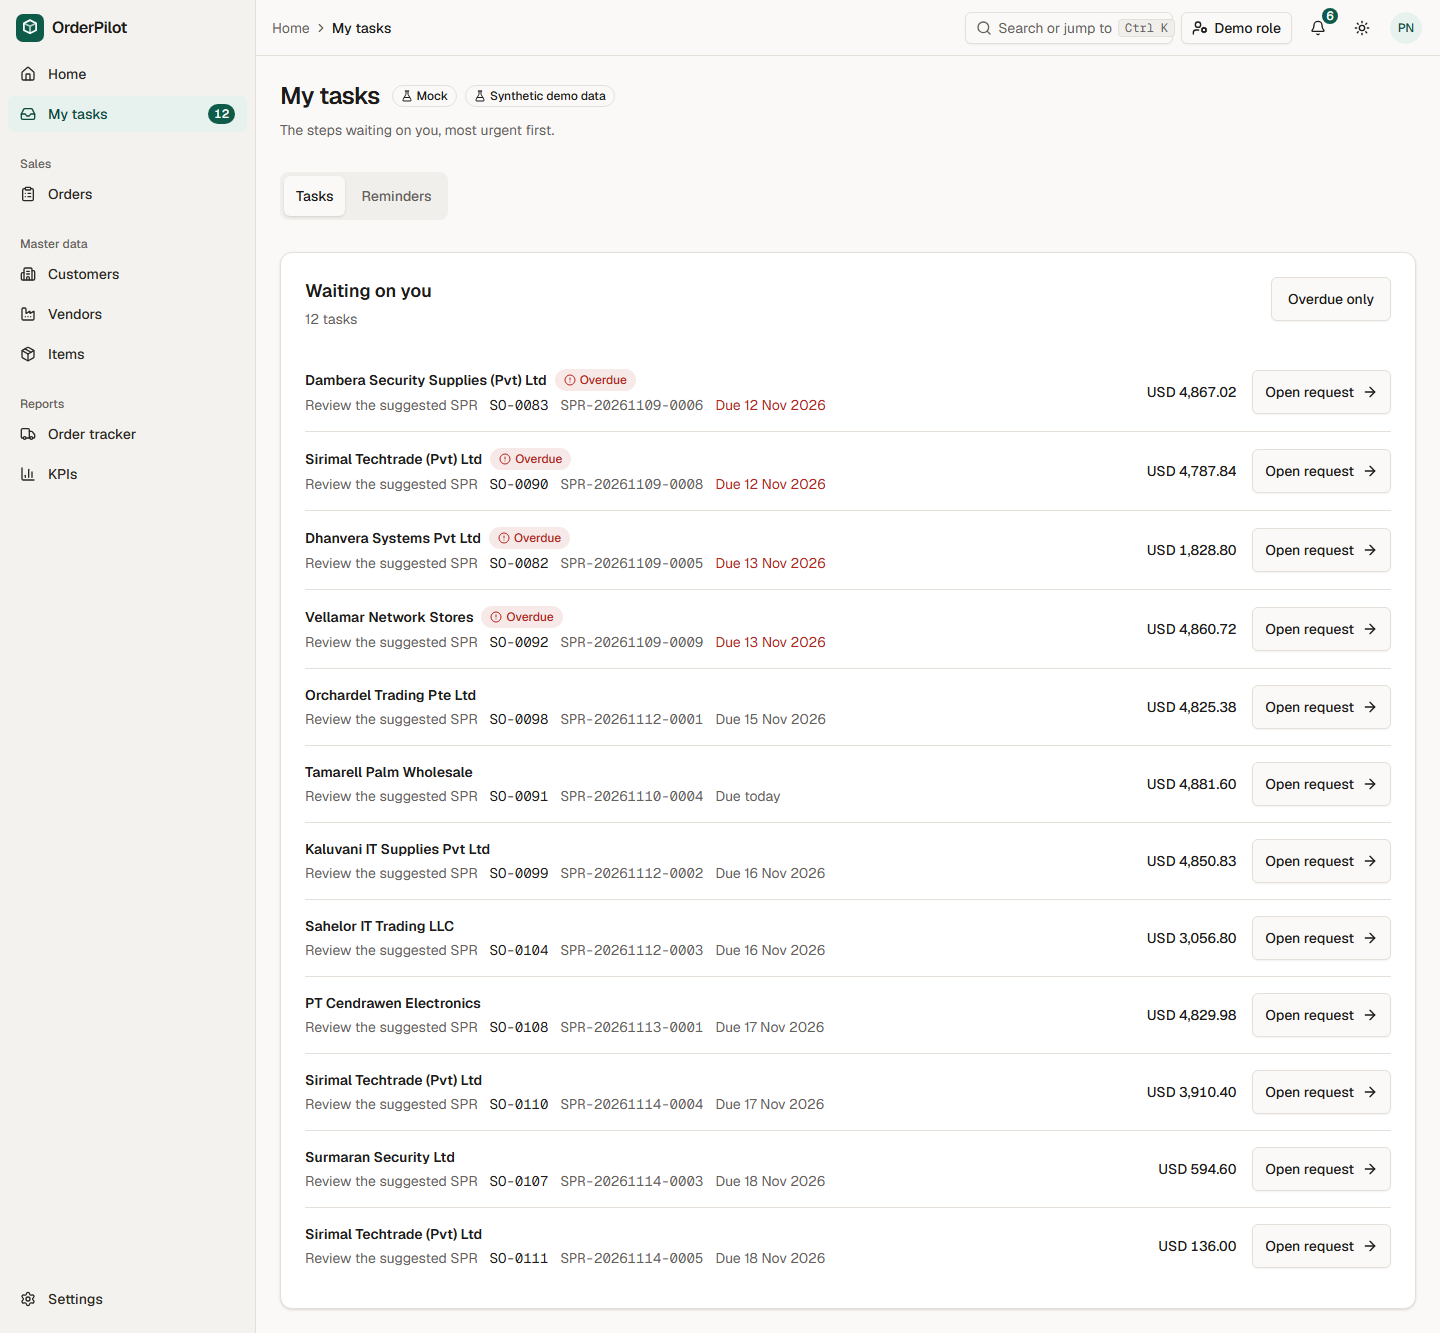 OrderPilot
Home
My tasks 12
Sales
Orders
Master data
Customers
Vendors
Items
Reports
Order tracker
KPIs
Settings
Home > My tasks
Search or jump to Ctrl K
Demo role
6
PN
My tasks Mock Synthetic demo data
The steps waiting on you, most urgent first.
Tasks Reminders
Waiting on you
12 tasks
Overdue only
Dambera Security Supplies (Pvt) Ltd Overdue
Review the suggested SPR SO-0083 SPR-20261109-0006 Due 12 Nov 2026
USD 4,867.02 Open request
Sirimal Techtrade (Pvt) Ltd Overdue
Review the suggested SPR SO-0090 SPR-20261109-0008 Due 12 Nov 2026
USD 4,787.84 Open request
Dhanvera Systems Pvt Ltd Overdue
Review the suggested SPR SO-0082 SPR-20261109-0005 Due 13 Nov 2026
USD 1,828.80 Open request
Vellamar Network Stores Overdue
Review the suggested SPR SO-0092 SPR-20261109-0009 Due 13 Nov 2026
USD 4,860.72 Open request
Orchardel Trading Pte Ltd
Review the suggested SPR SO-0098 SPR-20261112-0001 Due 15 Nov 2026
USD 4,825.38 Open request
Tamarell Palm Wholesale
Review the suggested SPR SO-0091 SPR-20261110-0004 Due today
USD 4,881.60 Open request
Kaluvani IT Supplies Pvt Ltd
Review the suggested SPR SO-0099 SPR-20261112-0002 Due 16 Nov 2026
USD 4,850.83 Open request
Sahelor IT Trading LLC
Review the suggested SPR SO-0104 SPR-20261112-0003 Due 16 Nov 2026
USD 3,056.80 Open request
PT Cendrawen Electronics
Review the suggested SPR SO-0108 SPR-20261113-0001 Due 17 Nov 2026
USD 4,829.98 Open request
Sirimal Techtrade (Pvt) Ltd
Review the suggested SPR SO-0110 SPR-20261114-0004 Due 17 Nov 2026
USD 3,910.40 Open request
Surmaran Security Ltd
Review the suggested SPR SO-0107 SPR-20261114-0003 Due 18 Nov 2026
USD 594.60 Open request
Sirimal Techtrade (Pvt) Ltd
Review the suggested SPR SO-0111 SPR-20261114-0005 Due 18 Nov 2026
USD 136.00 Open request